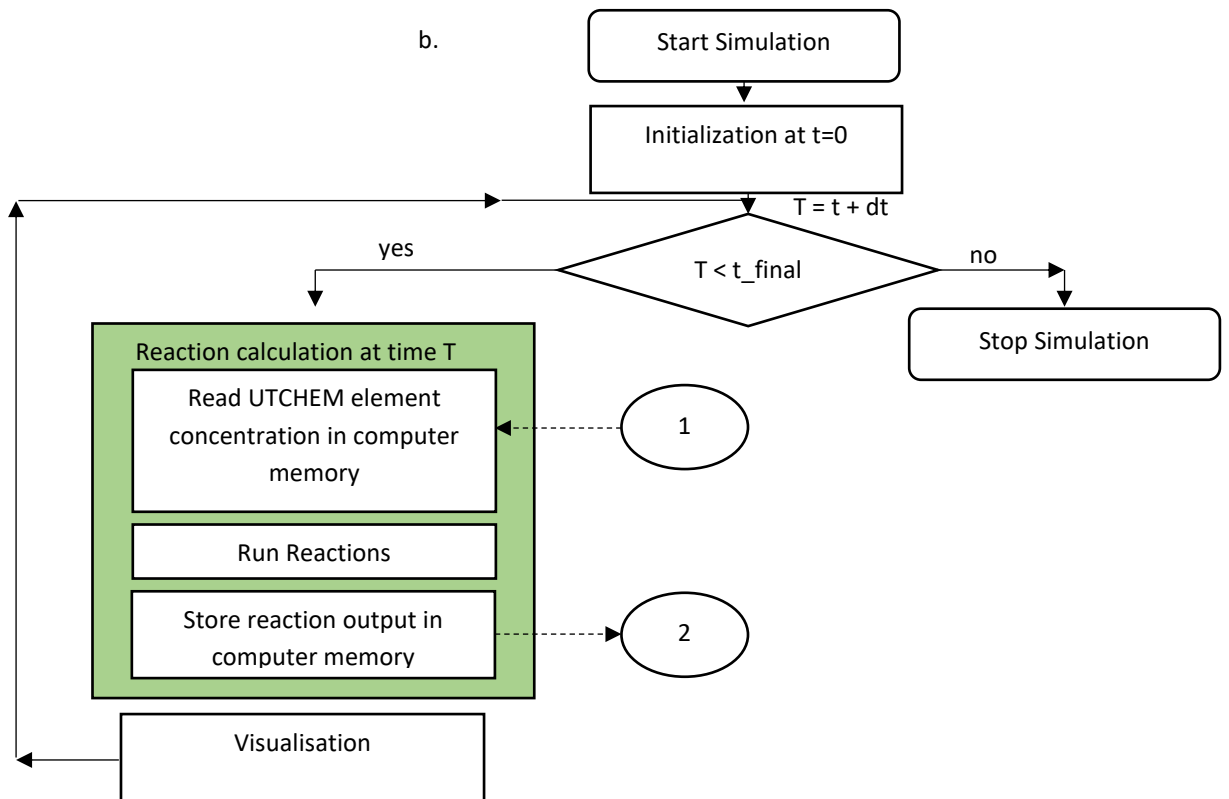 b.
Start Simulation
Initialization at t=0
T = t + dt
yes
T < t_final
no
Stop Simulation
Reaction calculation at time T
Read UTCHEM element
concentration in computer
memory
1
Run Reactions
Store reaction output in
computer memory
2
Visualisation